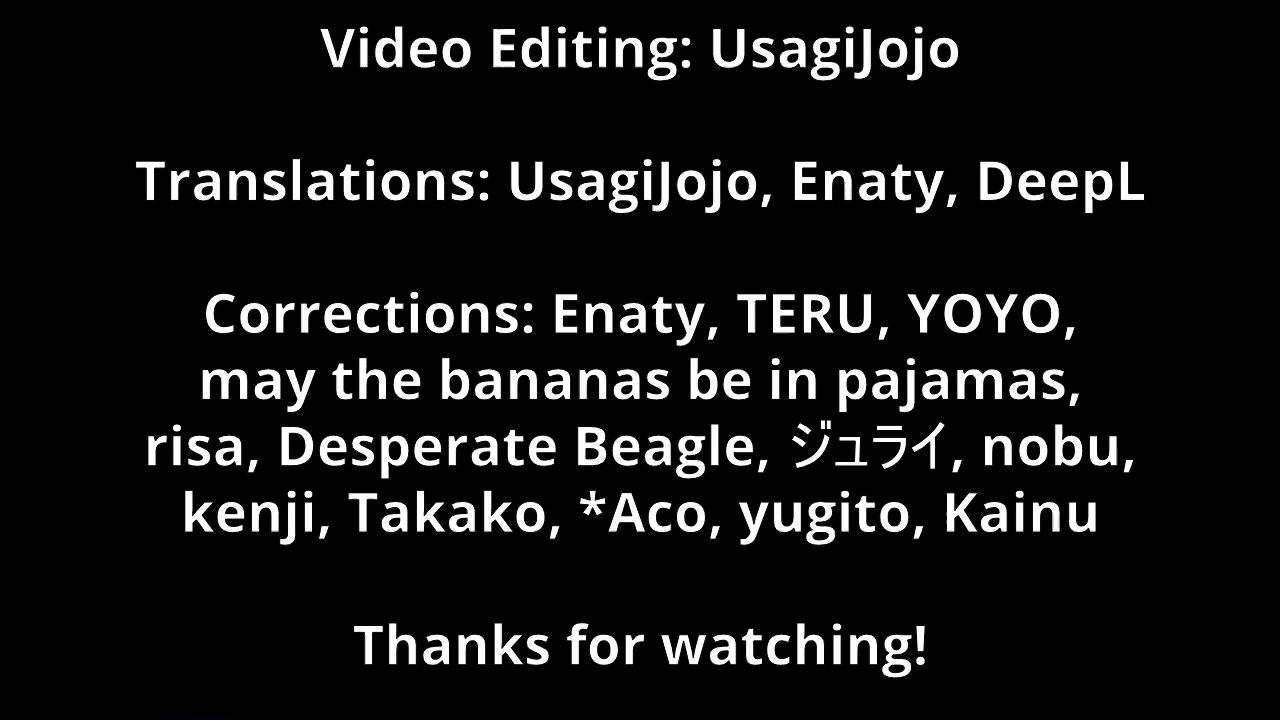 Video Editing: UsagiJojo
Translations: UsagiJojo, Enaty, DeepL
Corrections: Enaty, TERU, YOYO,
may the bananas be in pajamas,
risa, Desperate Beagle, ジュライ, nobu,
kenji, Takako, *Aco, yugito, Kainu
Thanks for watching!